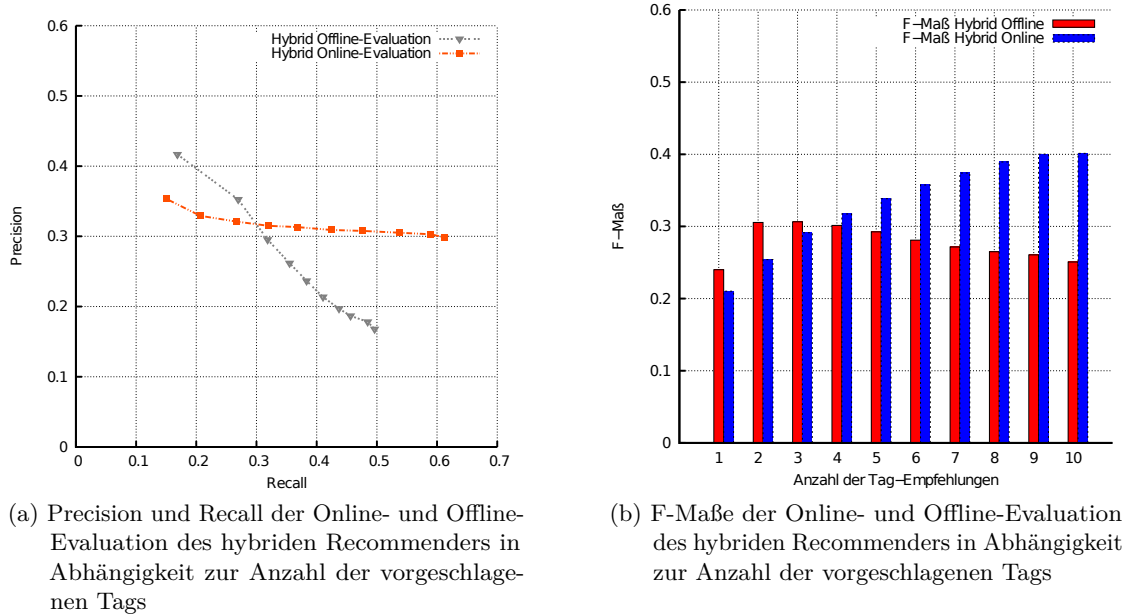 0.6
0.5
0.4
0.3
0.2
0.1
0
Precision
0 0.1 0.2 0.3 0.4 0.5 0.6 0.7
Recall
Hybrid Offline-Evaluation
Hybrid Online-Evaluation
(a) Precision und Recall der Online- und Offline-
Evaluation des hybriden Recommenders in
Abhängigkeit zur Anzahl der vorgeschlage-
nen Tags
0.6
0.5
0.4
0.3
0.2
0.1
0
F−Maß
1 2 3 4 5 6 7 8 9 10
Anzahl der Tag−Empfehlungen
F−Maß Hybrid Offline
F−Maß Hybrid Online
(b) F-Maße der Online- und Offline-Evaluation
des hybriden Recommenders in Abhängigkeit
zur Anzahl der vorgeschlagenen Tags